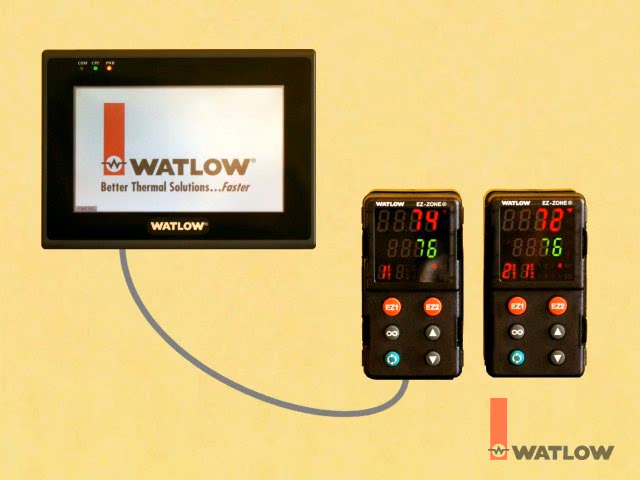 COM CPU PWR
WATLOW®
Better Thermal Solutions...Faster
WATLOW®
WATLOW EZ-ZONE®
74
76
EZ1 EZ2
WATLOW EZ-ZONE®
72
76
EZ1 EZ2
WATLOW